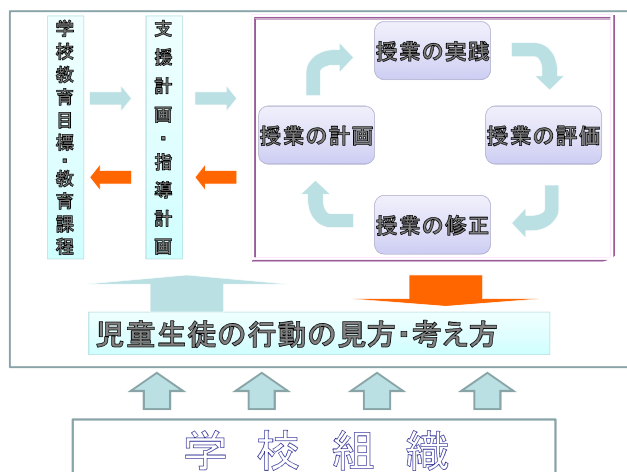 学校教育目標・教育課程
支援計画・指導計画
授業の実践
授業の計画
授業の評価
授業の修正
児童生徒の行動の見方・考え方
学校組織